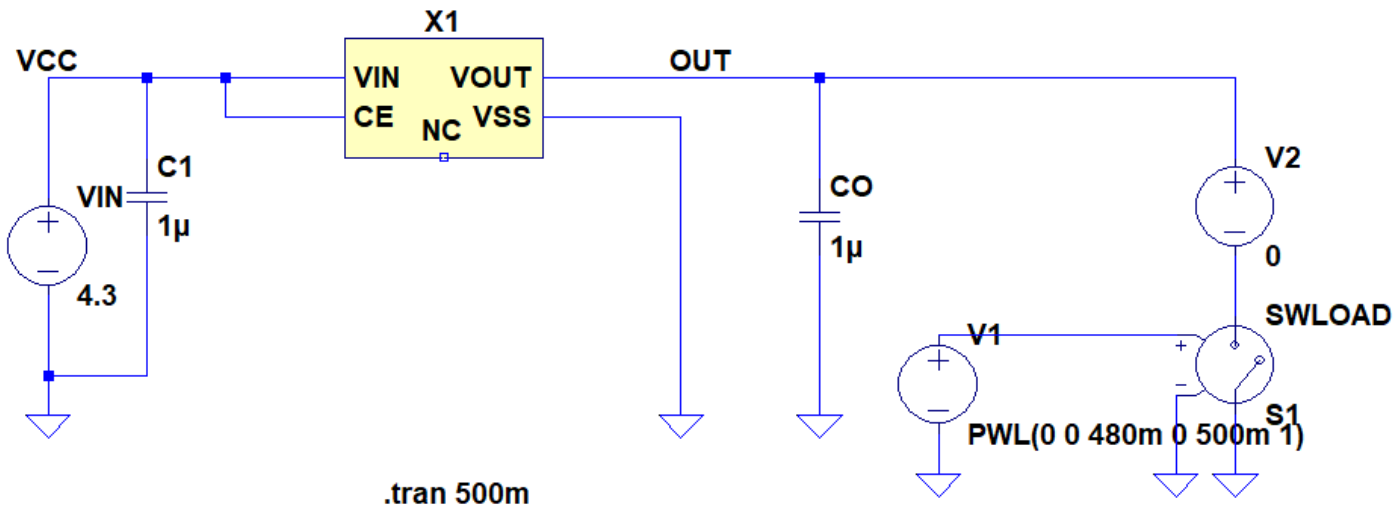 X1
VCC
VIN
VOUT
OUT
CE
VSS
NC
C1
VIN
1µ
4.3
CO
1µ
V2
+
0
SWLOAD
V1
S1
PWL(0 0 480m 0 500m 1)
.tran 500m